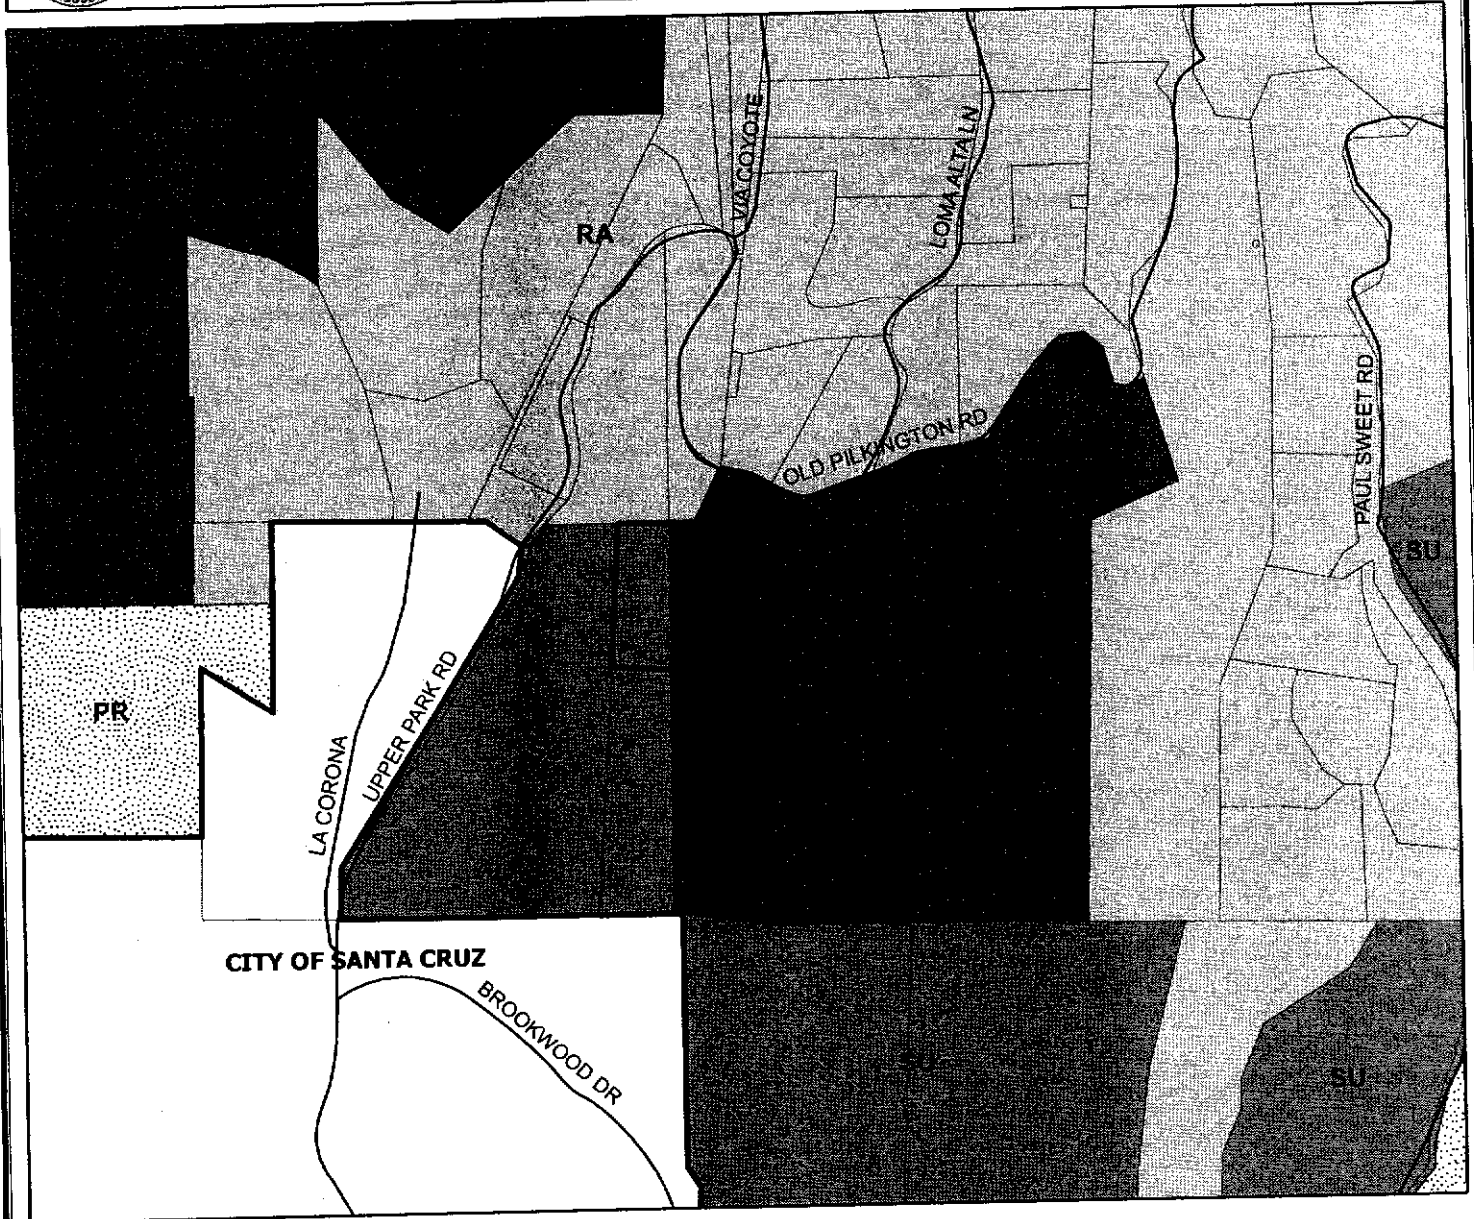 VIA COYOTE
LOMA ALTA LN
RA
PAUL SWEET RD
OLD PILKINGTON RD
SU
PR
UPPER PARK RD
LA CORONA
CITY OF SANTA CRUZ
BROOKWOOD DR
SU